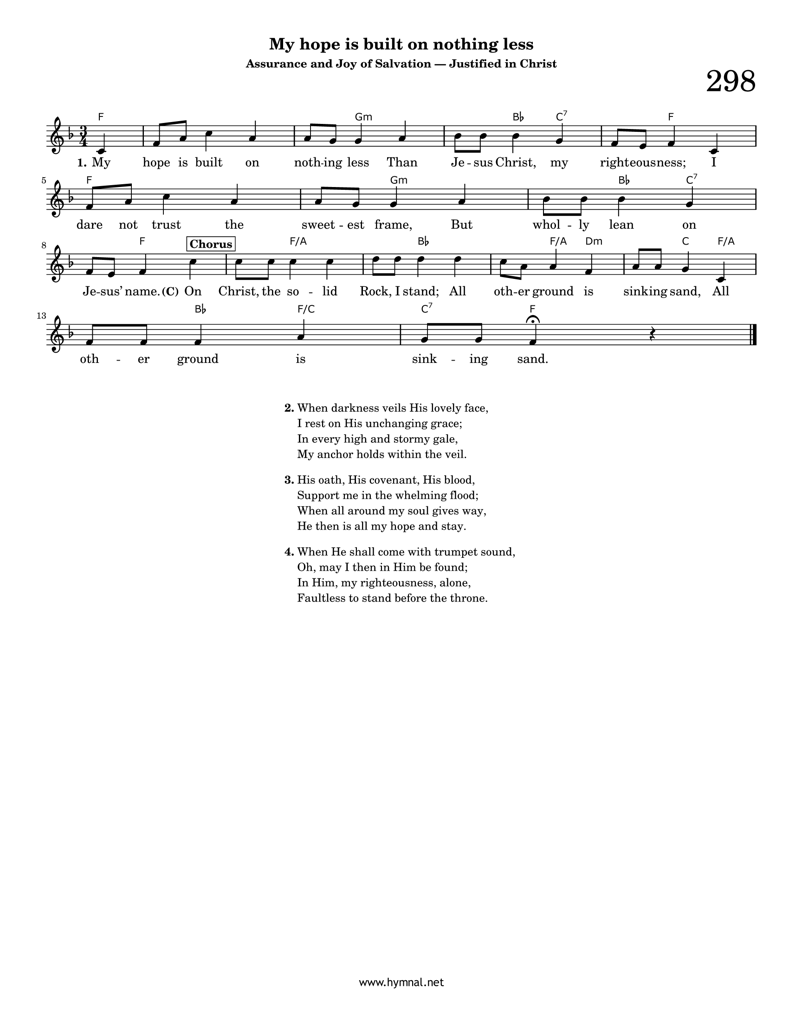 My hope is built on nothing less
Assurance and Joy of Salvation — Justified in Christ
298
F Gm B♭ C7 F
1. My hope is built on noth-ing less Than Je - sus Christ, my righteousness; I
5
F Gm B♭ C7
dare not trust the sweet - est frame, But whol - ly lean on
8
F Chorus F/A B♭ F/A Dm C F/A
Je-sus' name. (C) On Christ, the so - lid Rock, I stand; All oth-er ground is sinking sand, All
13
B♭ F/C C7 F
oth - er ground is sink - ing sand.
2. When darkness veils His lovely face,
I rest on His unchanging grace;
In every high and stormy gale,
My anchor holds within the veil.
3. His oath, His covenant, His blood,
Support me in the whelming flood;
When all around my soul gives way,
He then is all my hope and stay.
4. When He shall come with trumpet sound,
Oh, may I then in Him be found;
In Him, my righteousness, alone,
Faultless to stand before the throne.
www.hymnal.net